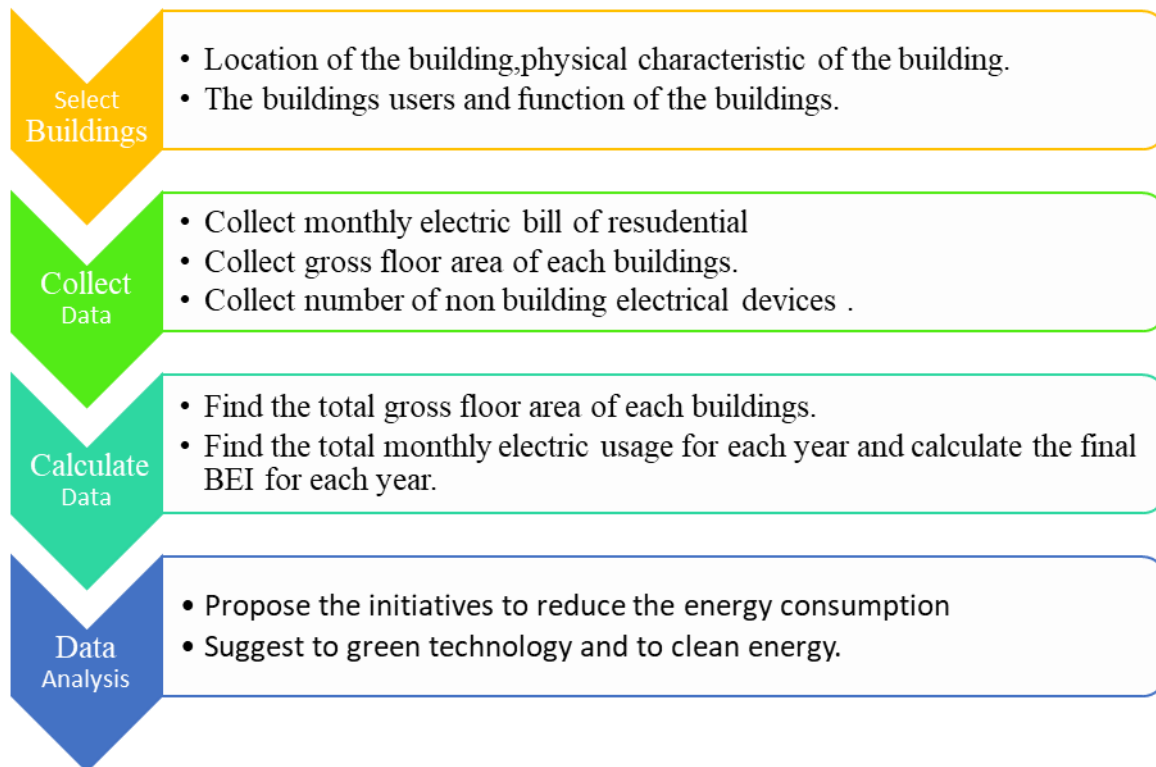 Select
Buildings
• Location of the building,physical characteristic of the building.
• The buildings users and function of the buildings.
Collect
Data
• Collect monthly electric bill of resudential
• Collect gross floor area of each buildings.
• Collect number of non building electrical devices .
Calculate
Data
• Find the total gross floor area of each buildings.
• Find the total monthly electric usage for each year and calculate the final
BEI for each year.
Data
Analysis
• Propose the initiatives to reduce the energy consumption
• Suggest to green technology and to clean energy.